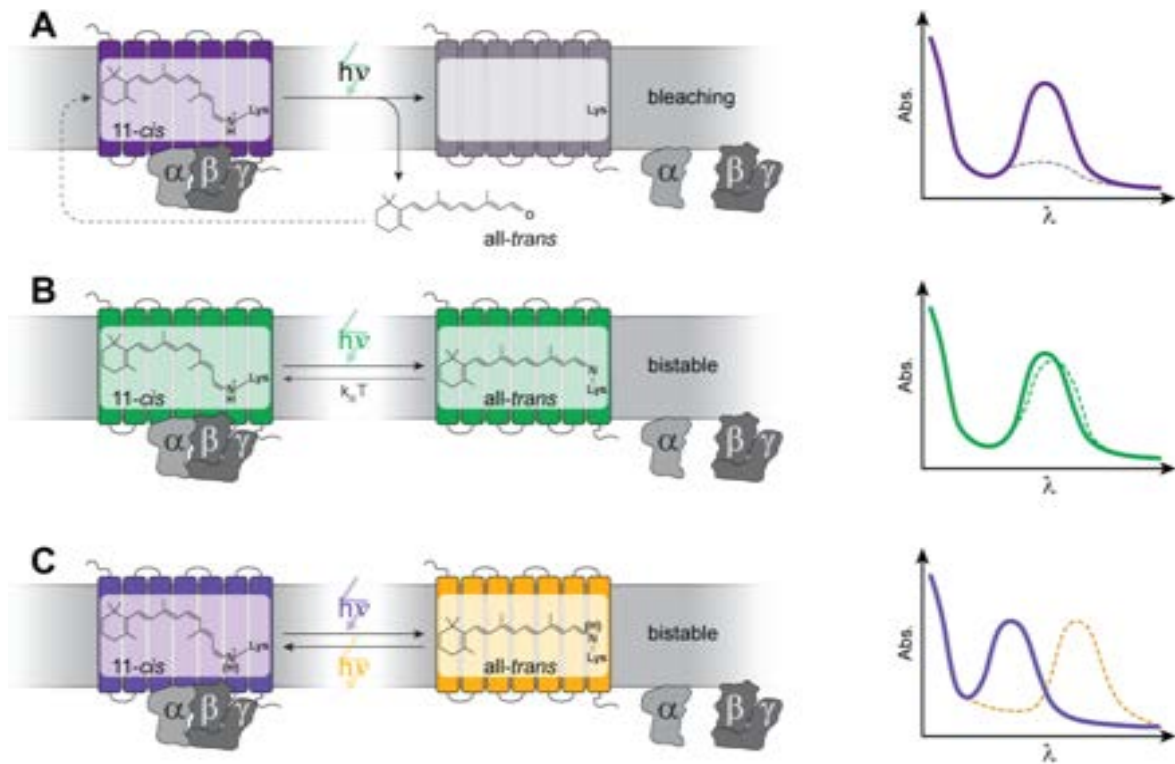 A
hν
11-cis
Lys
Lys
bleaching
α β γ
α
β γ
O
all-trans
Abs.
λ
B
hν
11-cis
Lys
all-trans
N
Lys
bistable
α β γ
α
β γ
Abs.
λ
C
hν
hν
11-cis
Lys
all-trans
(H)
N
Lys
bistable
α β γ
α
β γ
Abs.
λ